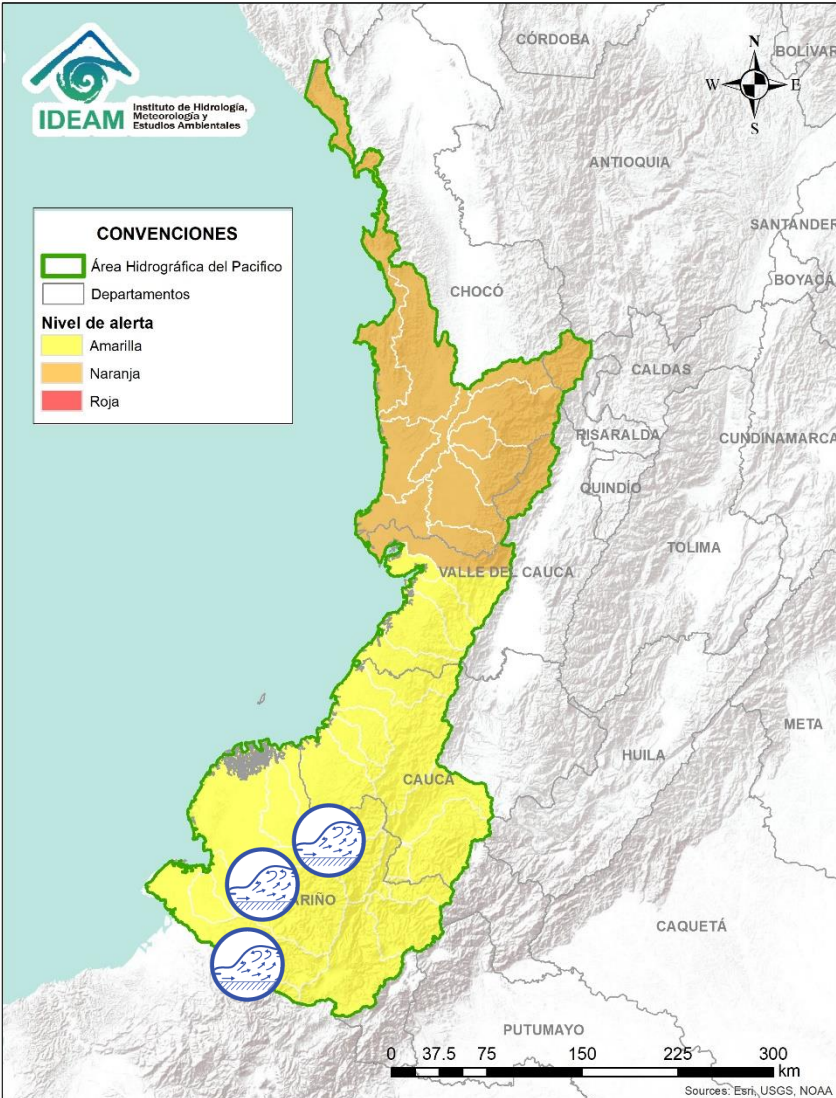 IDEAM
Instituto de Hidrología,
Meteorología y
Estudios Ambientales
CÓRDOBA
BOLÍVAR
N
W
E
S
ANTIOQUIA
SANTANDER
BOYACÁ
CONVENCIONES
Área Hidrográfica del Pacifico
Departamentos
Nivel de alerta
Amarilla
Naranja
Roja
CHOCÓ
CALDAS
RISARALDA
CUNDINAMARCA
QUINDÍO
TOLIMA
VALLE DEL CAUCA
META
HUILA
CAUCA
ARIÑO
CAQUETÁ
PUTUMAYO
0 37.5 75 150 225 300
km
Sources: Esri, USGS, NOAA